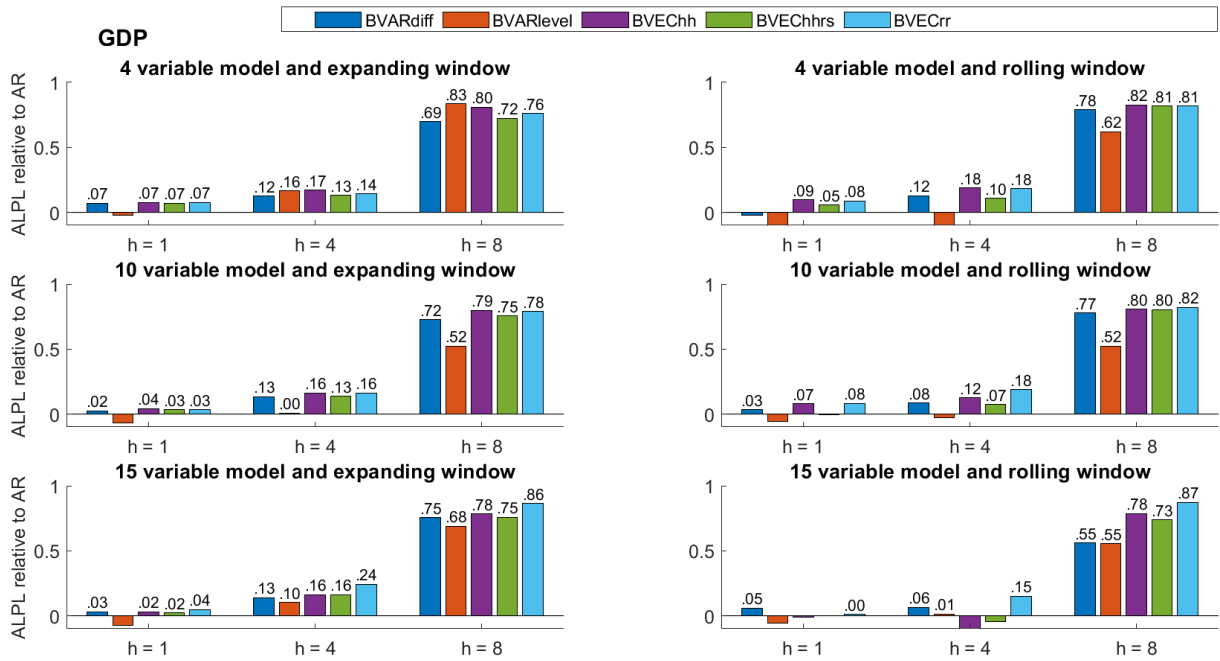 BVARdiff BVARlevel BVEChh BVEChhrs BVECrr
GDP
4 variable model and expanding window
ALPL relative to AR
1
0.5
0
.07 .07 .07 .07
.12 .16 .17 .13 .14
.69 .83 .80 .72 .76
h = 1 h = 4 h = 8
4 variable model and rolling window
1
0.5
0
.09 .05 .08
.12 .18 .10 .18
.78 .62 .82 .81 .81
h = 1 h = 4 h = 8
10 variable model and expanding window
ALPL relative to AR
1
0.5
0
.02 .04 .03 .03
.13 .00 .16 .13 .16
.72 .52 .79 .75 .78
h = 1 h = 4 h = 8
10 variable model and rolling window
1
0.5
0
.03 .07 .08
.08 .12 .07 .18
.77 .52 .80 .80 .82
h = 1 h = 4 h = 8
15 variable model and expanding window
ALPL relative to AR
1
0.5
0
.03 .02 .02 .04
.13 .10 .16 .16 .24
.75 .68 .78 .75 .86
h = 1 h = 4 h = 8
15 variable model and rolling window
1
0.5
0
.05 .00
.06 .01 .15
.55 .55 .78 .73 .87
h = 1 h = 4 h = 8